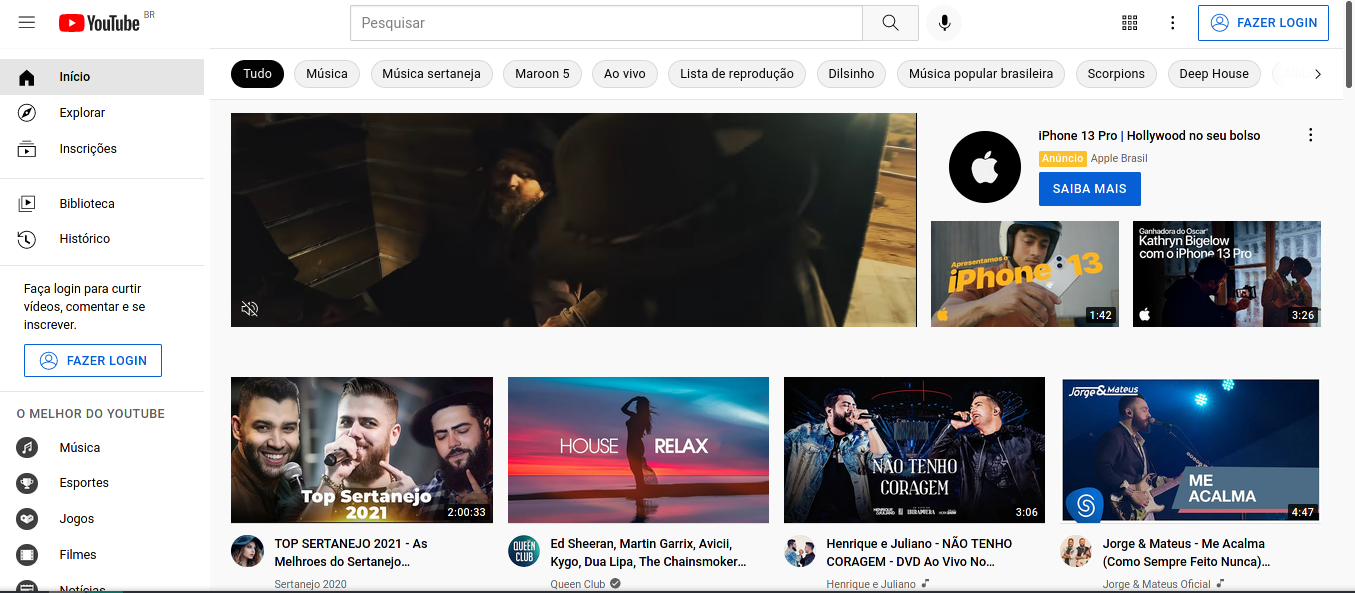 YouTube BR
Pesquisar
FAZER LOGIN
Início
Explorar
Inscrições
Biblioteca
Histórico
Faça login para curtir
vídeos, comentar e se
inscrever.
FAZER LOGIN
O MELHOR DO YOUTUBE
Música
Esportes
Jogos
Filmes
Notícias
Tudo
Música
Música sertaneja
Maroon 5
Ao vivo
Lista de reprodução
Dilsinho
Música popular brasileira
Scorpions
Deep House
iPhone 13 Pro | Hollywood no seu bolso
Anúncio Apple Brasil
SAIBA MAIS
Apresentamos o
iPhone 13
1:42
Ganhadora do Oscar
Kathryn Bigelow
com o iPhone 13 Pro
3:26
Top Sertanejo
2021
2:00:33
TOP SERTANEJO 2021 - As
Melhroes do Sertanejo...
Sertanejo 2020
HOUSE RELAX
QUEEN
CLUB
Ed Sheeran, Martin Garrix, Avicii,
Kygo, Dua Lipa, The Chainsmoker...
Queen Club
NÃO TENHO
CORAGEM
3:06
Henrique e Juliano - NÃO TENHO
CORAGEM - DVD Ao Vivo No...
Henrique e Juliano
Jorge & Mateus
ME
ACALMA
4:47
Jorge & Mateus - Me Acalma
(Como Sempre Feito Nunca)...
Jorge & Mateus Oficial